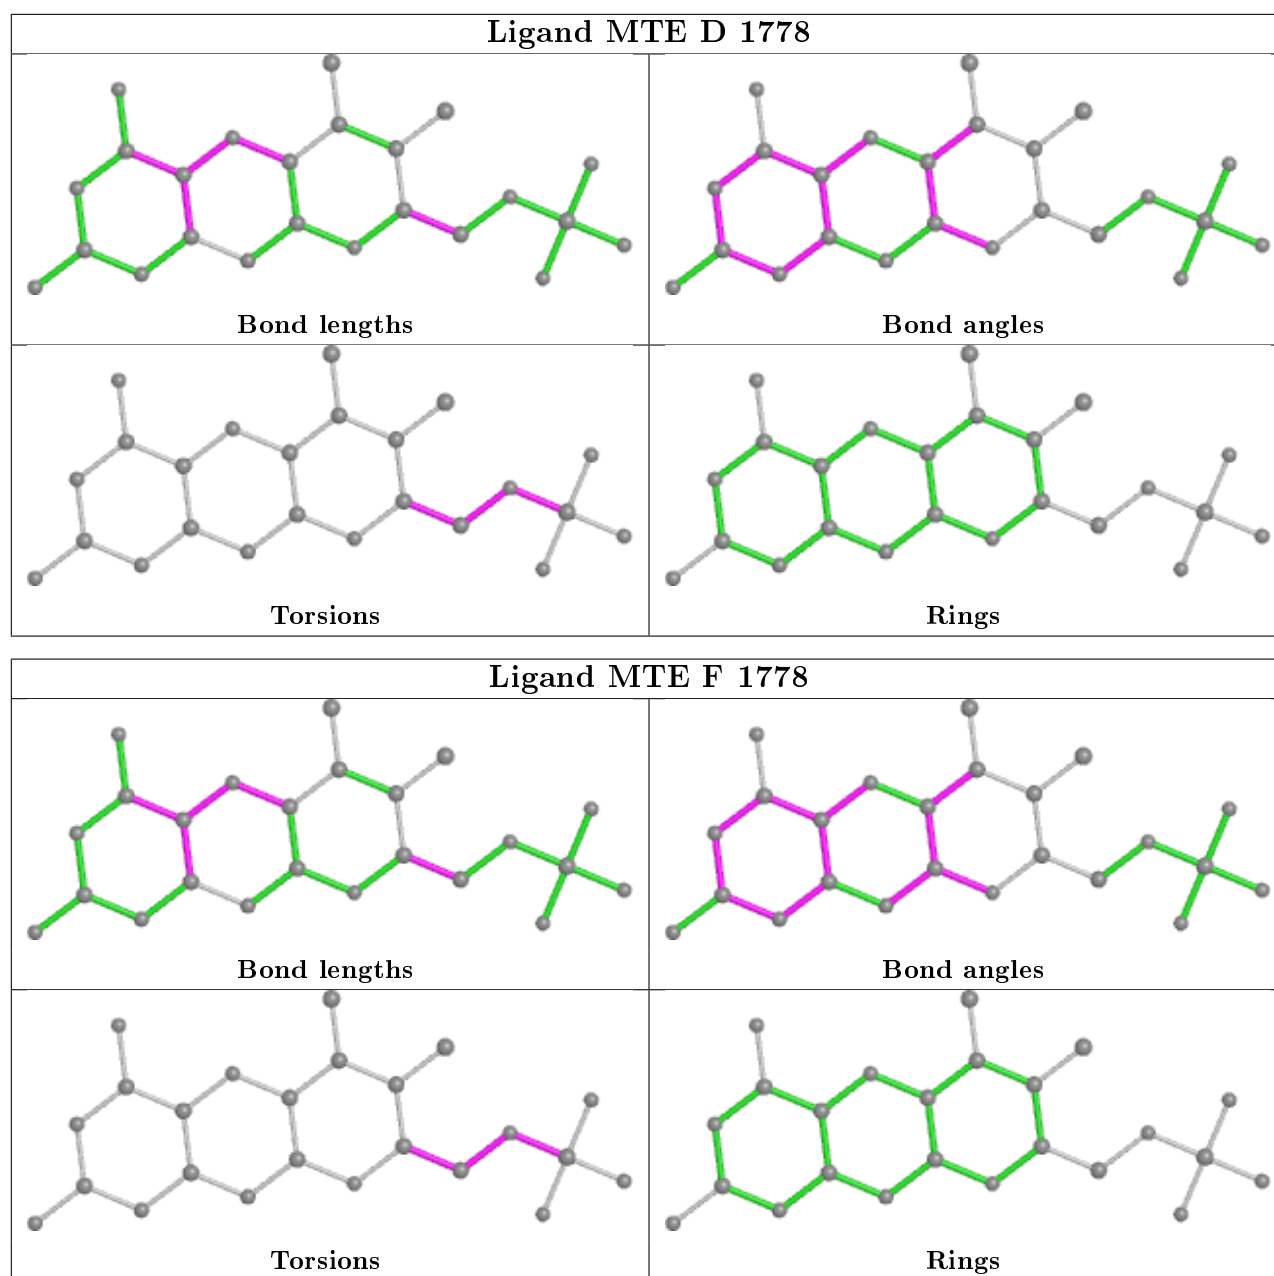 Ligand MTE D 1778
Bond lengths
Bond angles
Torsions
Rings
Ligand MTE F 1778
Bond lengths
Bond angles
Torsions
Rings